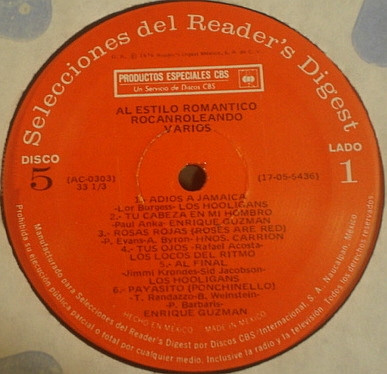 Selecciones del Reader's Digest
PRODUCTOS ESPECIALES CBS
Un Servicio de Discos CBS
AL ESTILO ROMANTICO
ROCANROLEANDO
VARIOS
DISCO
5
LADO
1
(AC-0303)
33 1/3
(17-05-5436)
1.- ADIOS A JAMAICA
-Lor Burgess- LOS HOOLIGANS
2.- TU CABEZA EN MI HOMBRO
-Paul Anka- ENRIQUE GUZMAN
3.- ROSAS ROJAS (ROSES ARE RED)
-P. Evans-A. Byron- HNOS. CARRION
4.- TUS OJOS -Rafael Acosta-
LOS LOCOS DEL RITMO
5.- AL FINAL
-Jimmi Krondes-Sid Jacobson-
LOS HOOLIGANS
6.- PAYASITO (PONCHINELLO)
-T. Randazzo-B. Weinstein-
P. Barbaris-
ENRIQUE GUZMAN
HECHO EN MEXICO MADE IN MEXICO
Manufacturado para Selecciones del Reader's Digest por Discos CBS International, S. A., Naucalpan, México.
Prohibida su ejecución pública parcial o total por cualquier medio. Inclusive la radio y la televisión. Todos los derechos reservados.